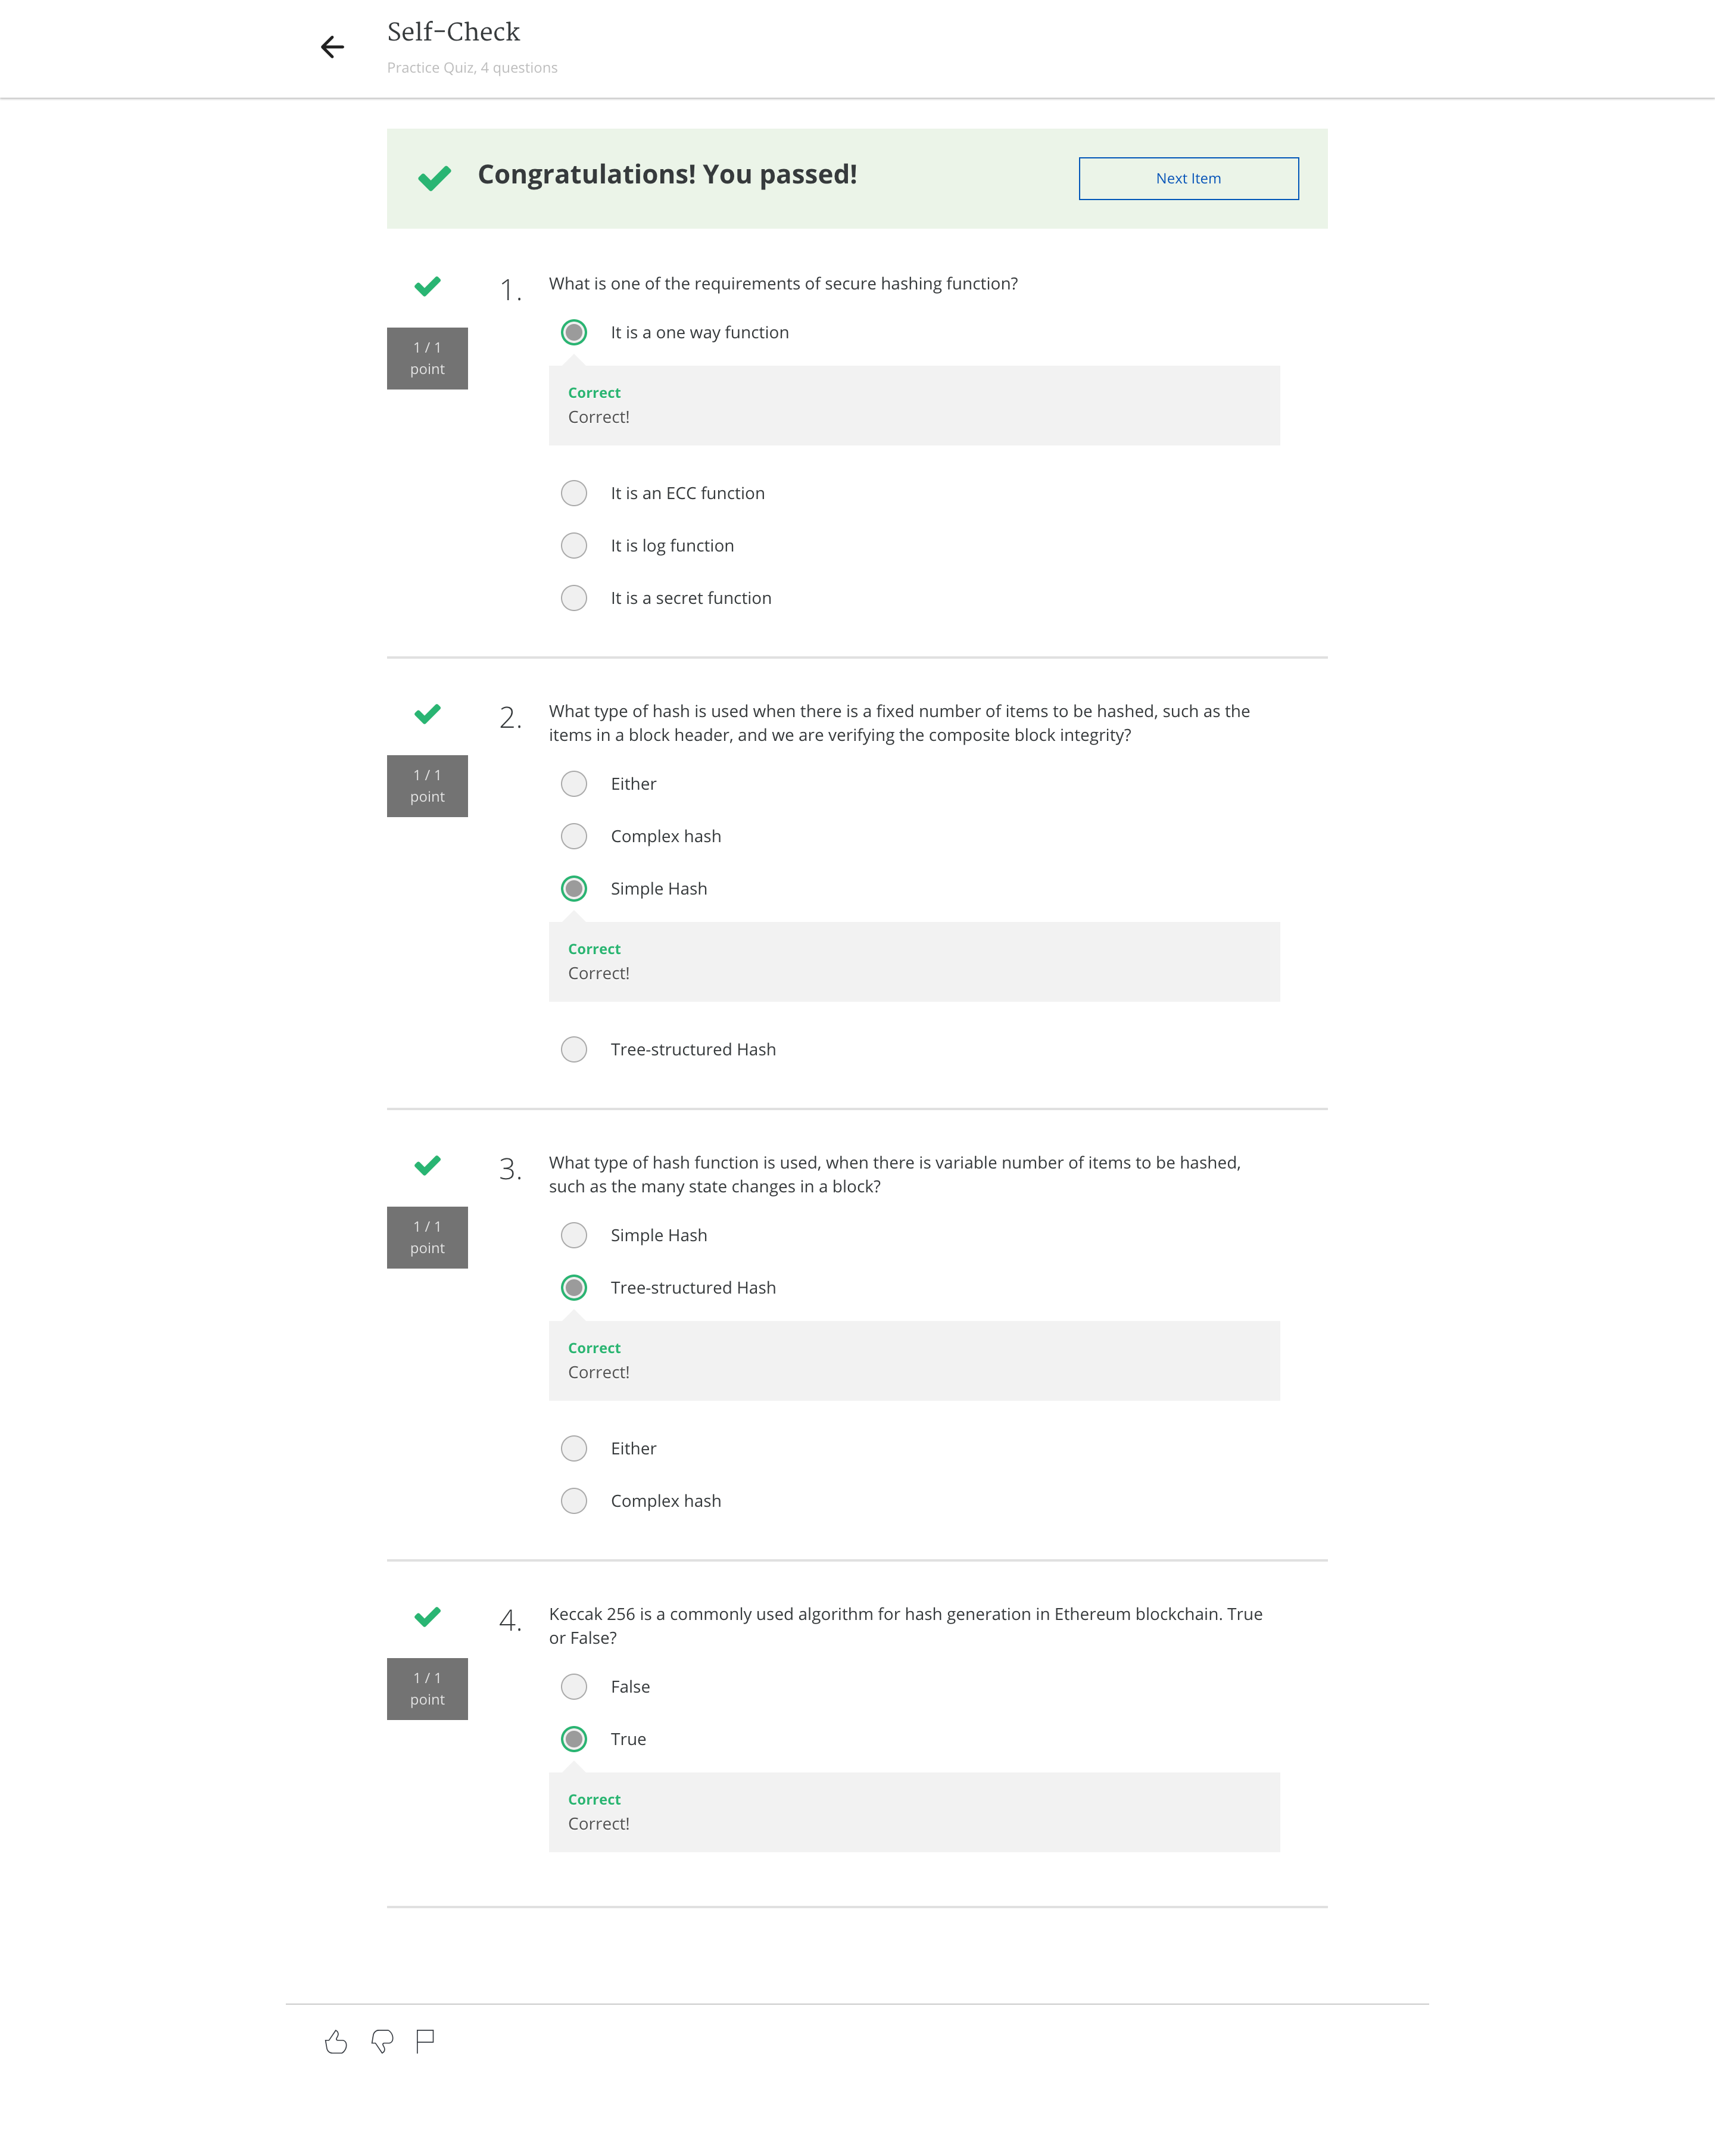 Self-Check
Practice Quiz, 4 questions
Congratulations! You passed!
Next Item
1 / 1
point
1.
What is one of the requirements of secure hashing function?
It is a one way function
Correct
Correct!
It is an ECC function
It is log function
It is a secret function
1 / 1
point
2.
What type of hash is used when there is a fixed number of items to be hashed, such as the
items in a block header, and we are verifying the composite block integrity?
Either
Complex hash
Simple Hash
Correct
Correct!
Tree-structured Hash
1 / 1
point
3.
What type of hash function is used, when there is variable number of items to be hashed,
such as the many state changes in a block?
Simple Hash
Tree-structured Hash
Correct
Correct!
Either
Complex hash
1 / 1
point
4.
Keccak 256 is a commonly used algorithm for hash generation in Ethereum blockchain. True
or False?
False
True
Correct
Correct!